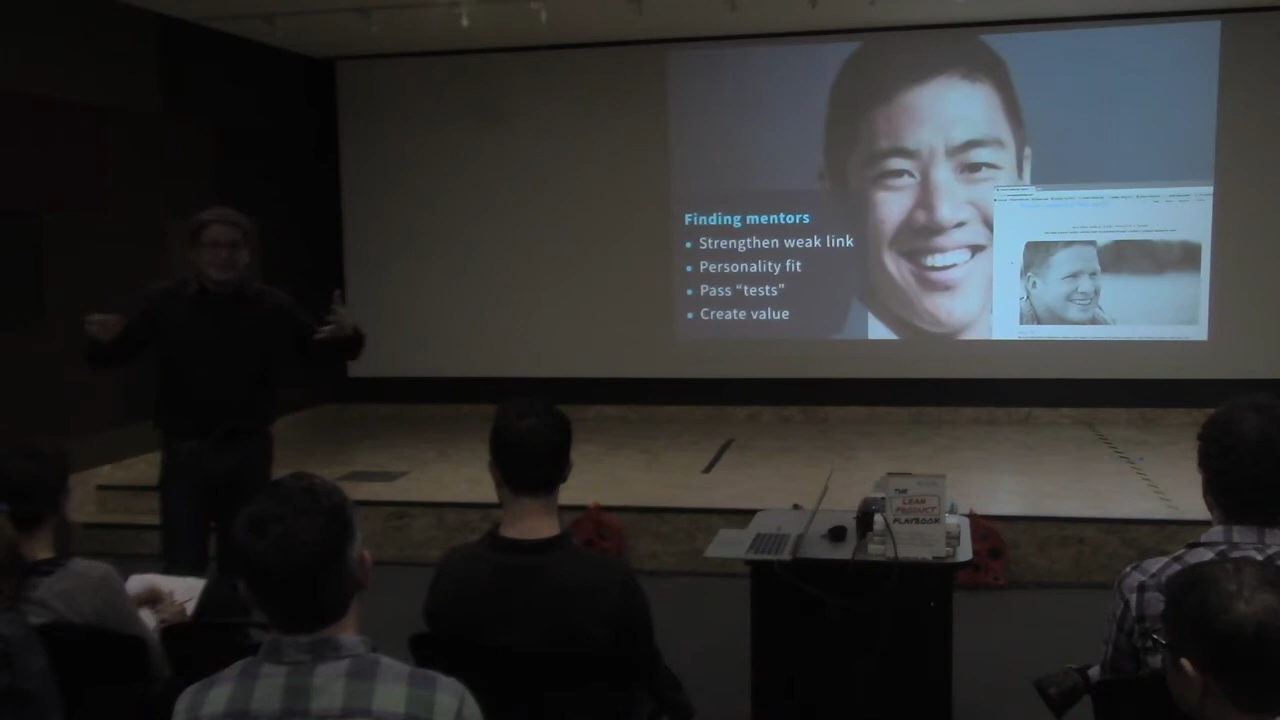 Finding mentors
Strengthen weak link
Personality fit
Pass “tests”
Create value
THE
LEAN
PRODUCT
PLAYBOOK